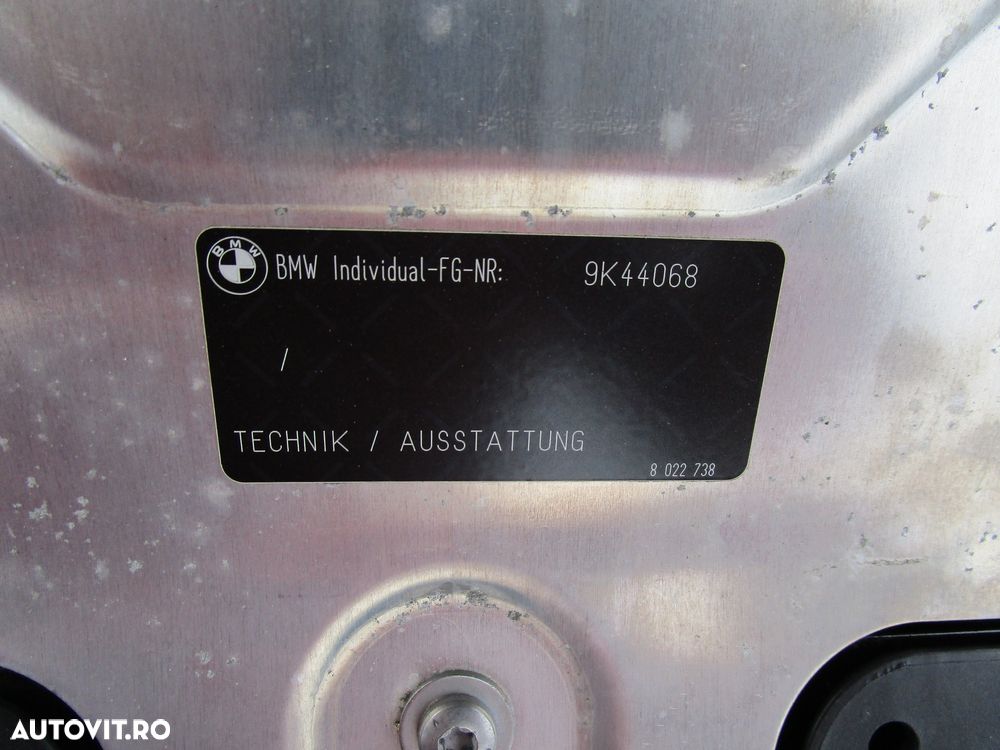 BMW
BMW Individual-FG-NR: 9K44068
/
TECHNIK / AUSSTATTUNG
8 022 738
AUTOVIT.RO